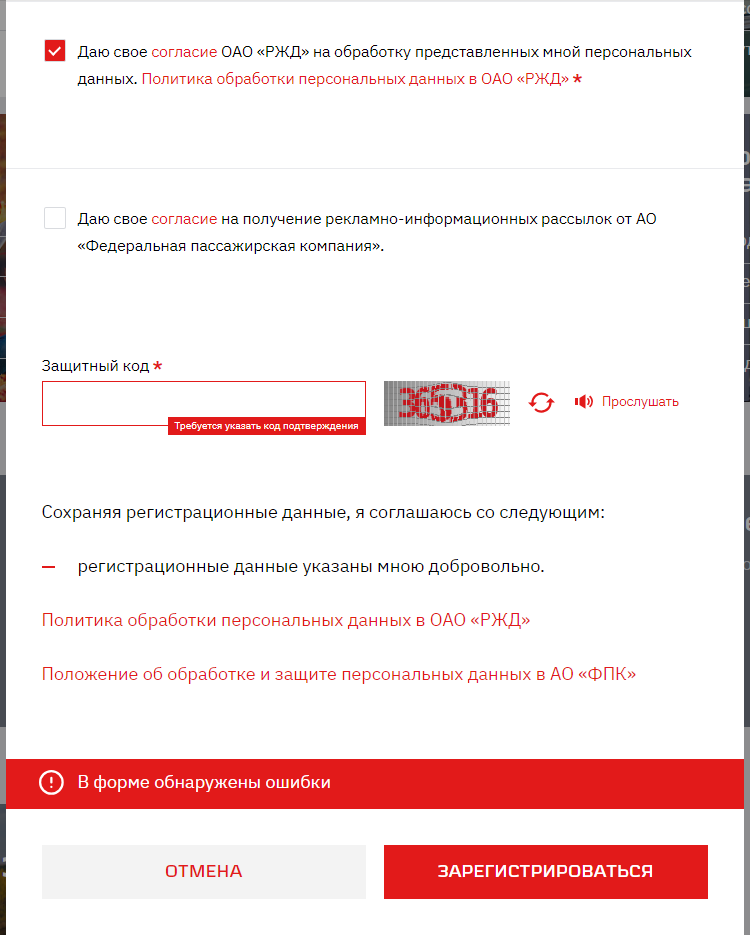 Даю свое согласие ОАО «РЖД» на обработку представленных мной персональных
данных. Политика обработки персональных данных в ОАО «РЖД» *
Даю свое согласие на получение рекламно-информационных рассылок от АО
«Федеральная пассажирская компания».
Защитный код *
Требуется указать код подтверждения
Прослушать
Сохраняя регистрационные данные, я соглашаюсь со следующим:
— регистрационные данные указаны мною добровольно.
Политика обработки персональных данных в ОАО «РЖД»
Положение об обработке и защите персональных данных в АО «ФПК»
В форме обнаружены ошибки
ОТМЕНА
ЗАРЕГИСТРИРОВАТЬСЯ